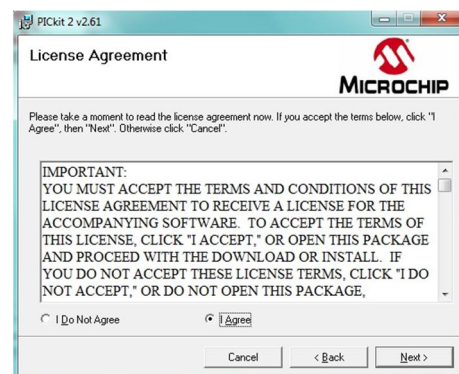 PICkit 2 v2.61
License Agreement
MICROCHIP
Please take a moment to read the license agreement now. If you accept the terms below, click "I
Agree", then "Next". Otherwise click "Cancel".
IMPORTANT:
YOU MUST ACCEPT THE TERMS AND CONDITIONS OF THIS
LICENSE AGREEMENT TO RECEIVE A LICENSE FOR THE
ACCOMPANYING SOFTWARE. TO ACCEPT THE TERMS OF
THIS LICENSE, CLICK "I ACCEPT," OR OPEN THIS PACKAGE
AND PROCEED WITH THE DOWNLOAD OR INSTALL. IF
YOU DO NOT ACCEPT THESE LICENSE TERMS, CLICK "I DO
NOT ACCEPT," OR DO NOT OPEN THIS PACKAGE,
I Do Not Agree
I Agree
Cancel
< Back
Next >